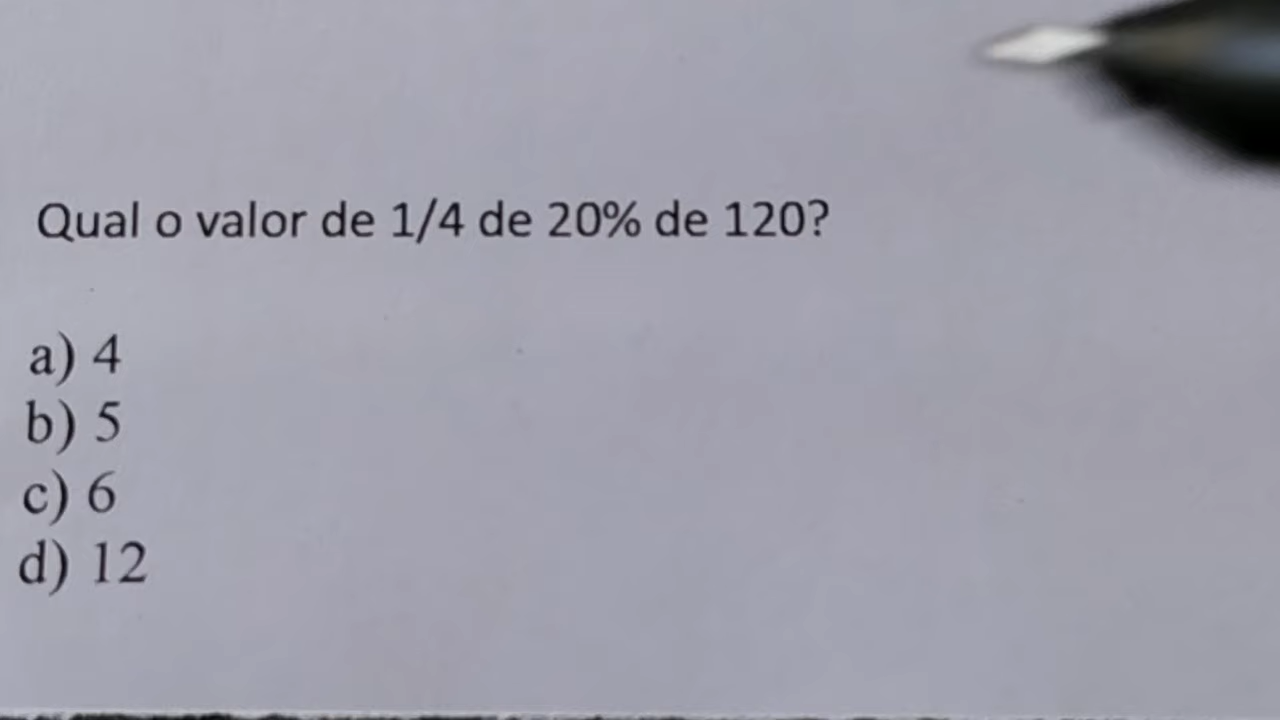 Qual o valor de 1/4 de 20% de 120?
a) 4
b) 5
c) 6
d) 12